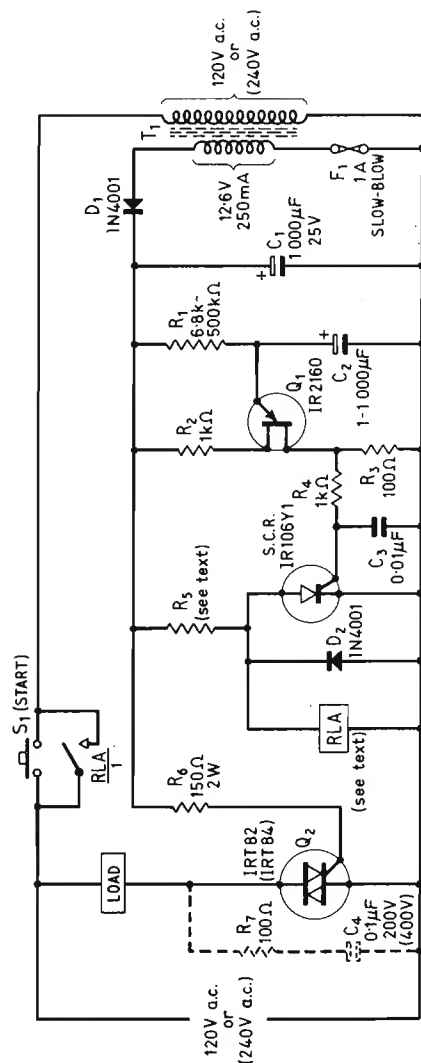 120V a.c.
or
(240V a.c.)
LOAD
R7
100Ω
C4
0·1µF
200V
(400V)
IRT82
(IRT84)
Q2
R6
150Ω
2W
S1 (START)
RLA
1
RLA
(see text)
R5
(see text)
D2
1N4001
S.C.R.
IR106Y1
C3
0·01µF
R4
1kΩ
R3
100Ω
R2
1kΩ
Q1
IR2160
R1
6·8k-
500kΩ
C2
1-1000µF
+
C1
1000µF
25V
+
D1
1N4001
12·6V
250mA
T1
F1
1A
SLOW-BLOW
120V a.c.
or
(240V a.c.)